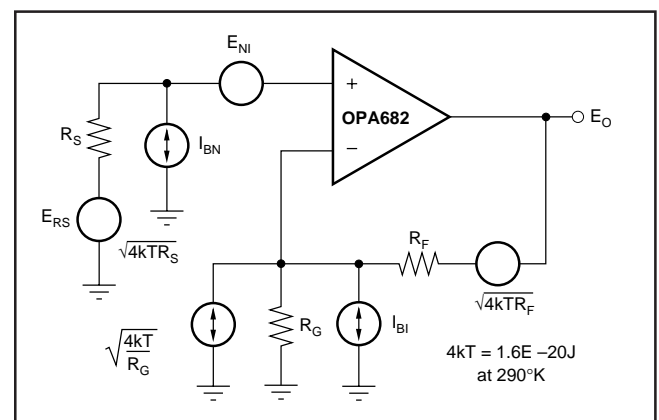 E_NI
+
OPA682
E_O
R_S
I_BN
−
E_RS
√4kTR_S
R_F
√4kTR_F
√4kT/R_G
R_G
I_BI
4kT = 1.6E –20J
at 290°K